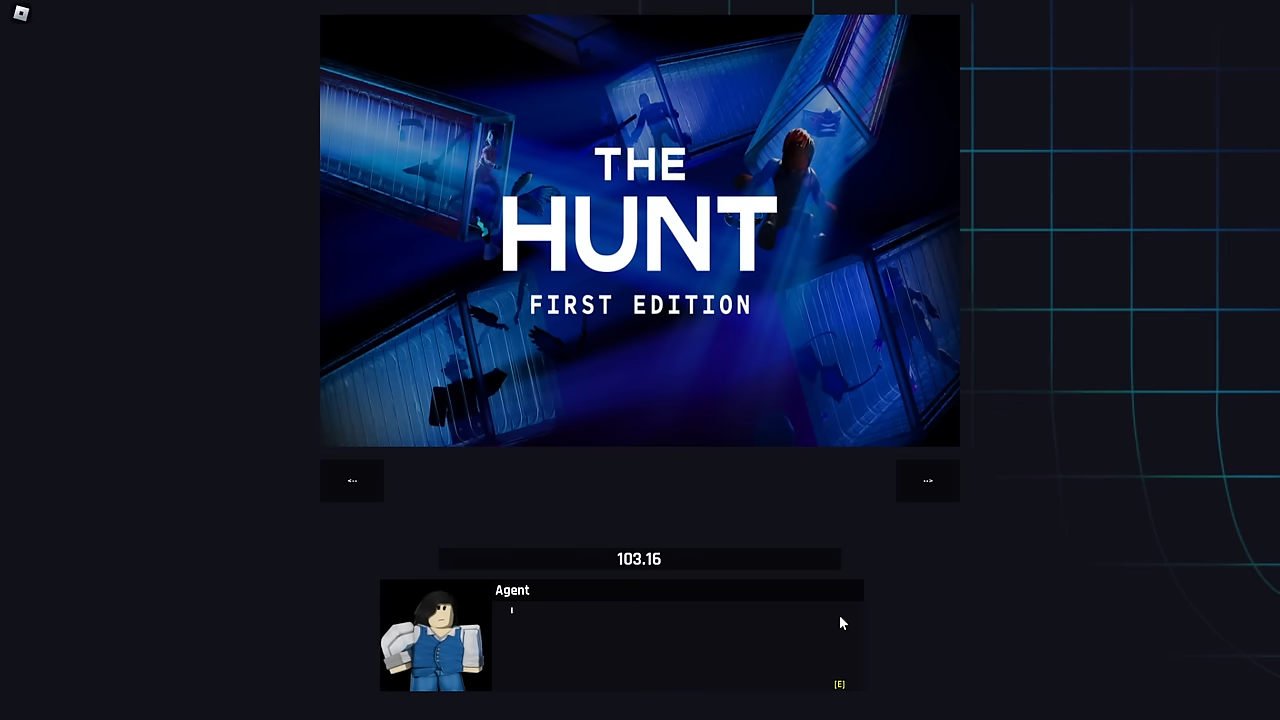 THE
HUNT
FIRST EDITION
<--
-->
103.16
Agent
I
[E]